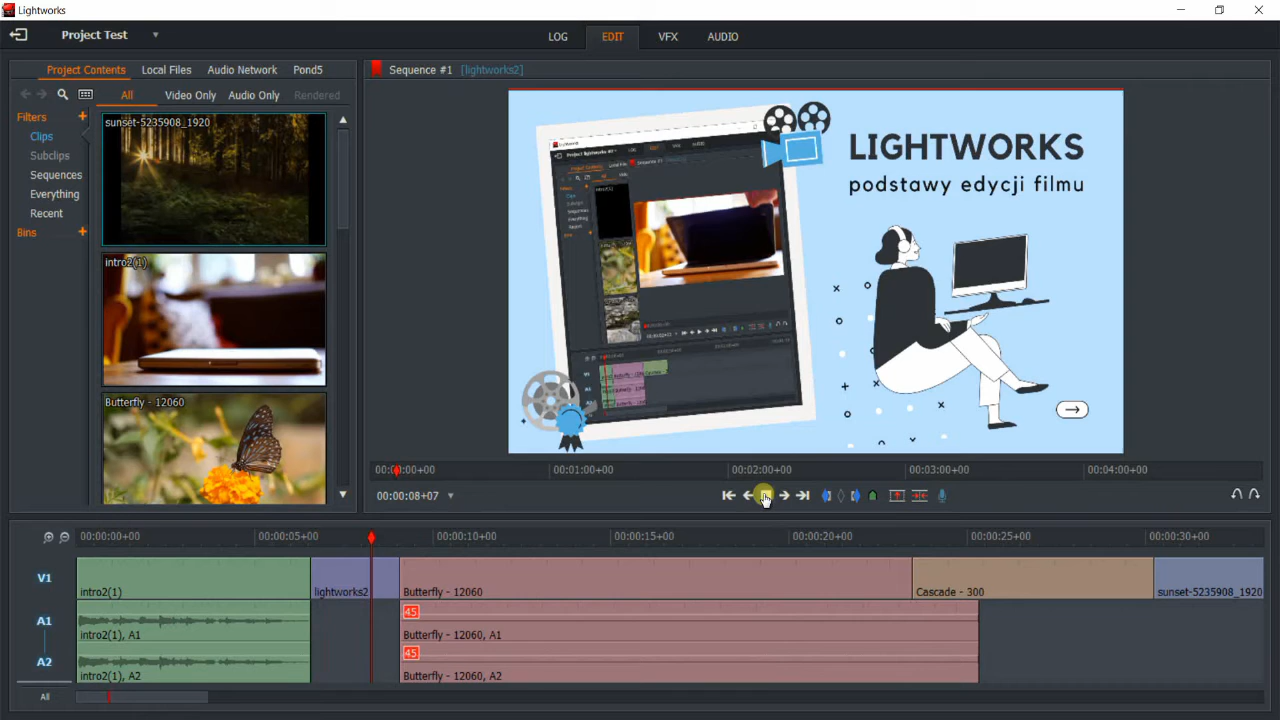 Lightworks
Project Test
LOG EDIT VFX AUDIO
Project Contents Local Files Audio Network Pond5
All Video Only Audio Only Rendered
Filters +
Clips
Subclips
Sequences
Everything
Recent
Bins +
sunset-5235908_1920
intro2(1)
Butterfly - 12060
Sequence #1 [lightworks2]
LIGHTWORKS
podstawy edycji filmu
00:00:00+00 00:01:00+00 00:02:00+00 00:03:00+00 00:04:00+00
00:00:08+07
00:00:00+00 00:00:05+00 00:00:10+00 00:00:15+00 00:00:20+00 00:00:25+00 00:00:30+00
V1 intro2(1) lightworks2 Butterfly - 12060 Cascade - 300 sunset-5235908_1920
45
A1 intro2(1), A1 Butterfly - 12060, A1
45
A2 intro2(1), A2 Butterfly - 12060, A2
All